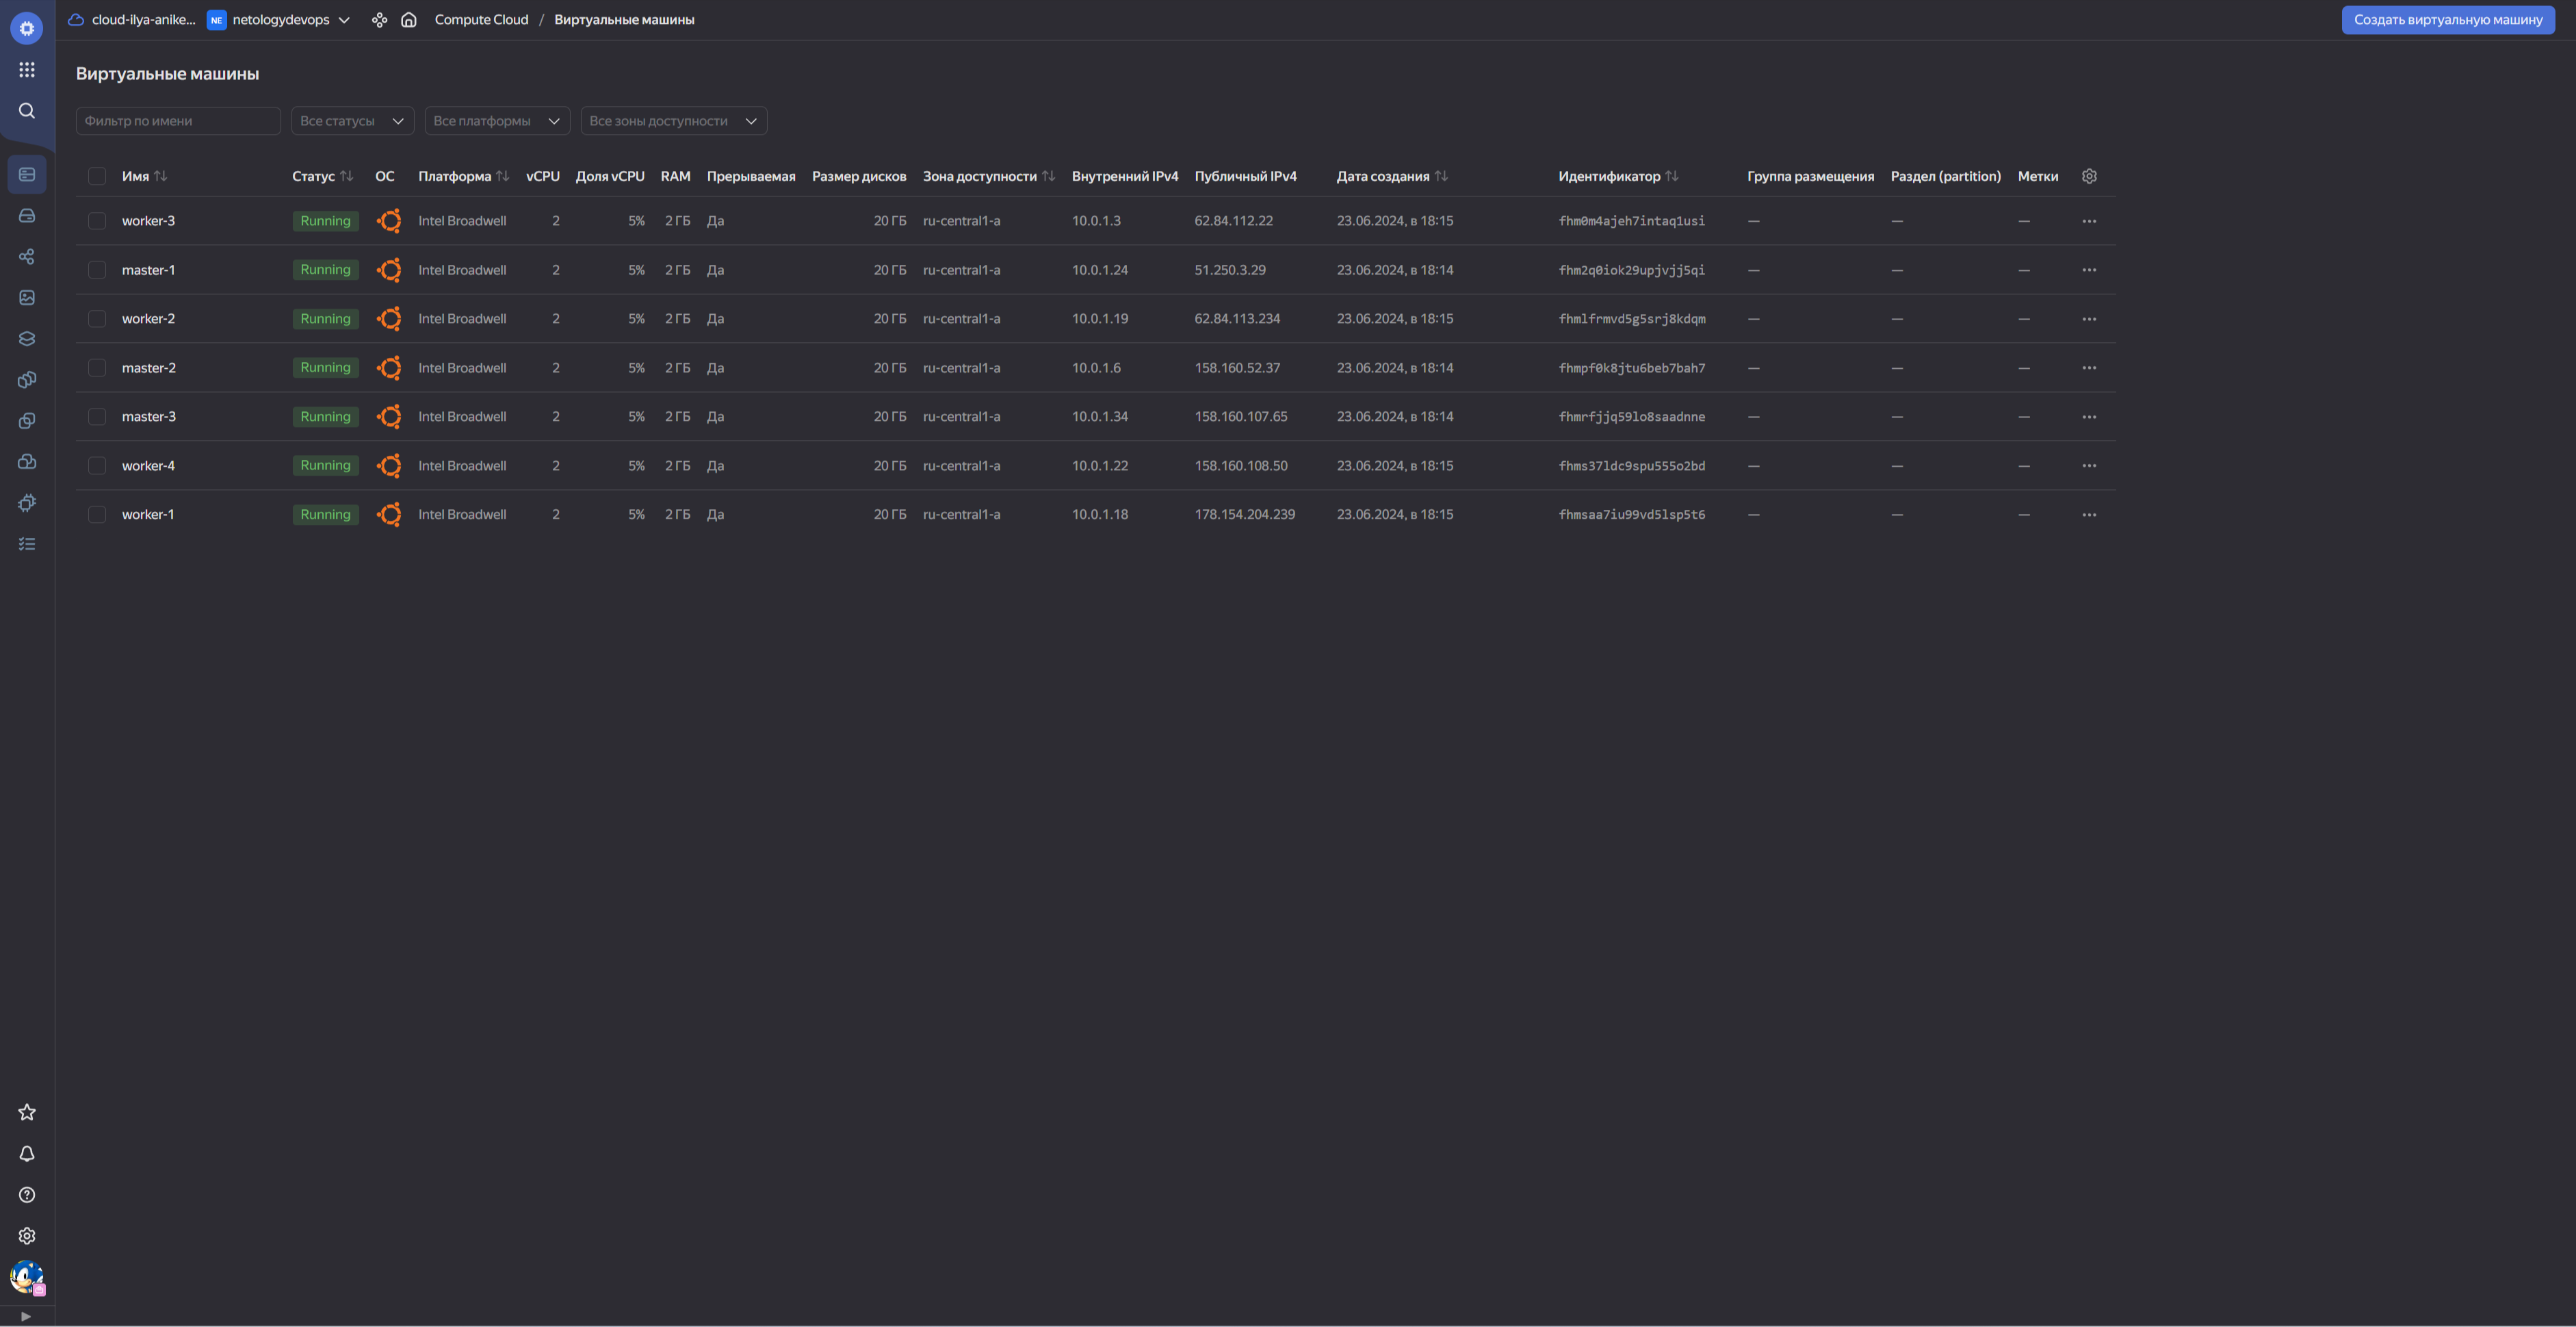 cloud-ilya-anike... NE netologydevops Compute Cloud / Виртуальные машины Создать виртуальную машину
Виртуальные машины
Фильтр по имени Все статусы Все платформы Все зоны доступности
Имя Статус ОС Платформа vCPU Доля vCPU RAM Прерываемая Размер дисков Зона доступности Внутренний IPv4 Публичный IPv4 Дата создания Идентификатор Группа размещения Раздел (partition) Метки
worker-3 Running Intel Broadwell 2 5% 2 ГБ Да 20 ГБ ru-central1-a 10.0.1.3 62.84.112.22 23.06.2024, в 18:15 fhm0m4ajeh7intaq1usi — — —
master-1 Running Intel Broadwell 2 5% 2 ГБ Да 20 ГБ ru-central1-a 10.0.1.24 51.250.3.29 23.06.2024, в 18:14 fhm2q0iok29upjvjj5qi — — —
worker-2 Running Intel Broadwell 2 5% 2 ГБ Да 20 ГБ ru-central1-a 10.0.1.19 62.84.113.234 23.06.2024, в 18:15 fhmlfrmvd5g5srj8kdqm — — —
master-2 Running Intel Broadwell 2 5% 2 ГБ Да 20 ГБ ru-central1-a 10.0.1.6 158.160.52.37 23.06.2024, в 18:14 fhmpf0k8jtu6beb7bah7 — — —
master-3 Running Intel Broadwell 2 5% 2 ГБ Да 20 ГБ ru-central1-a 10.0.1.34 158.160.107.65 23.06.2024, в 18:14 fhmrfjjq59lo8saadnne — — —
worker-4 Running Intel Broadwell 2 5% 2 ГБ Да 20 ГБ ru-central1-a 10.0.1.22 158.160.108.50 23.06.2024, в 18:15 fhms37ldc9spu555o2bd — — —
worker-1 Running Intel Broadwell 2 5% 2 ГБ Да 20 ГБ ru-central1-a 10.0.1.18 178.154.204.239 23.06.2024, в 18:15 fhmsaa7iu99vd5lsp5t6 — — —